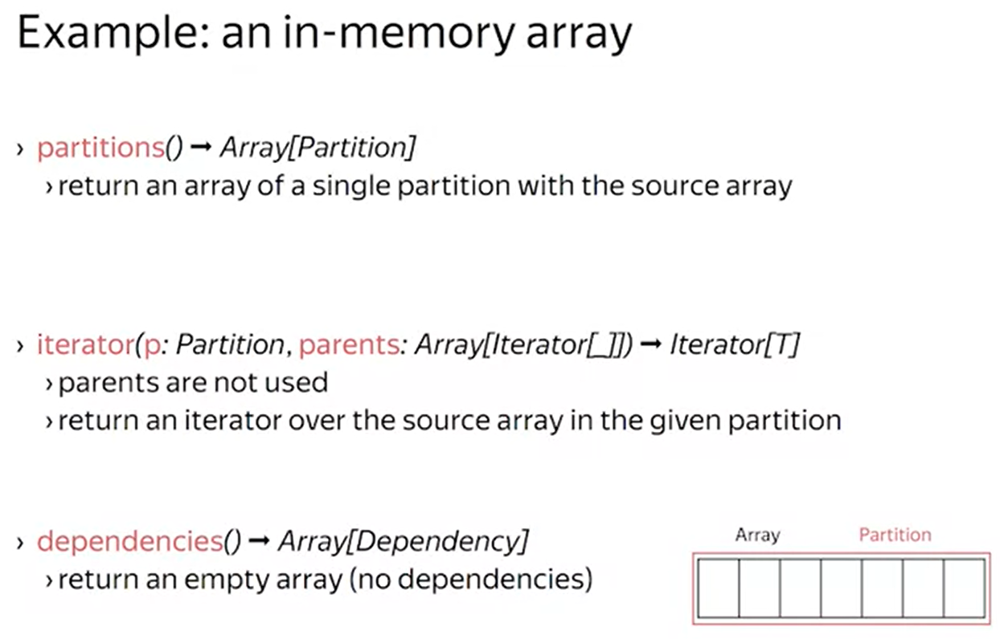 Example: an in-memory array
› partitions() → Array[Partition]
› return an array of a single partition with the source array
› iterator(p: Partition, parents: Array[Iterator[_]]) → Iterator[T]
› parents are not used
› return an iterator over the source array in the given partition
› dependencies() → Array[Dependency]
› return an empty array (no dependencies)
Array Partition